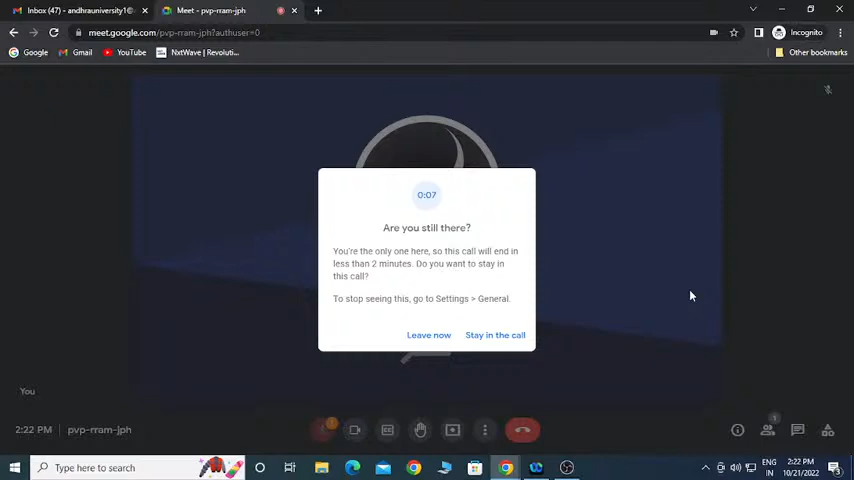 Inbox (47) - andhrauniversity1@
Meet - pvp-rram-jph
meet.google.com/pvp-rram-jph?authuser=0
Incognito
Google
Gmail
YouTube
NxtWave | Revoluti...
Other bookmarks
0:07
Are you still there?
You're the only one here, so this call will end in
less than 2 minutes. Do you want to stay in
this call?
To stop seeing this, go to Settings > General.
Leave now
Stay in the call
You
2:22 PM | pvp-rram-jph
1
Type here to search
ENG
IN
2:22 PM
10/21/2022
3